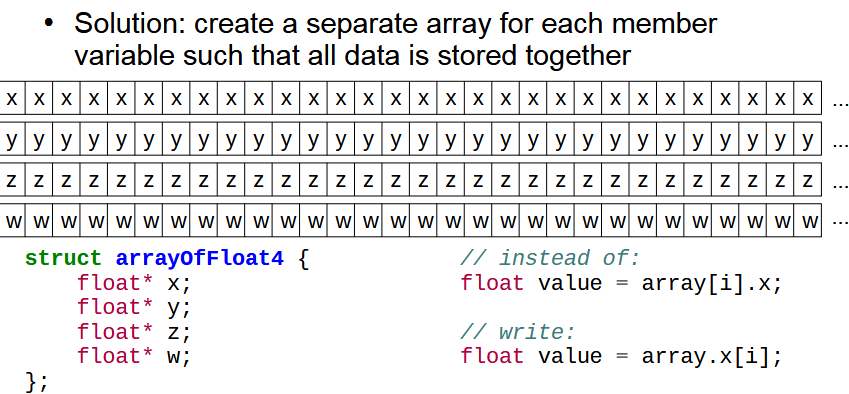 • Solution: create a separate array for each member
variable such that all data is stored together
x x x x x x x x x x x x x x x x x x x x x x x x x x x x x x ...
y y y y y y y y y y y y y y y y y y y y y y y y y y y y y y ...
z z z z z z z z z z z z z z z z z z z z z z z z z z z z z z ...
w w w w w w w w w w w w w w w w w w w w w w w w w w w w w w ...
struct arrayOfFloat4 {
float* x;
float* y;
float* z;
float* w;
};
// instead of:
float value = array[i].x;
// write:
float value = array.x[i];